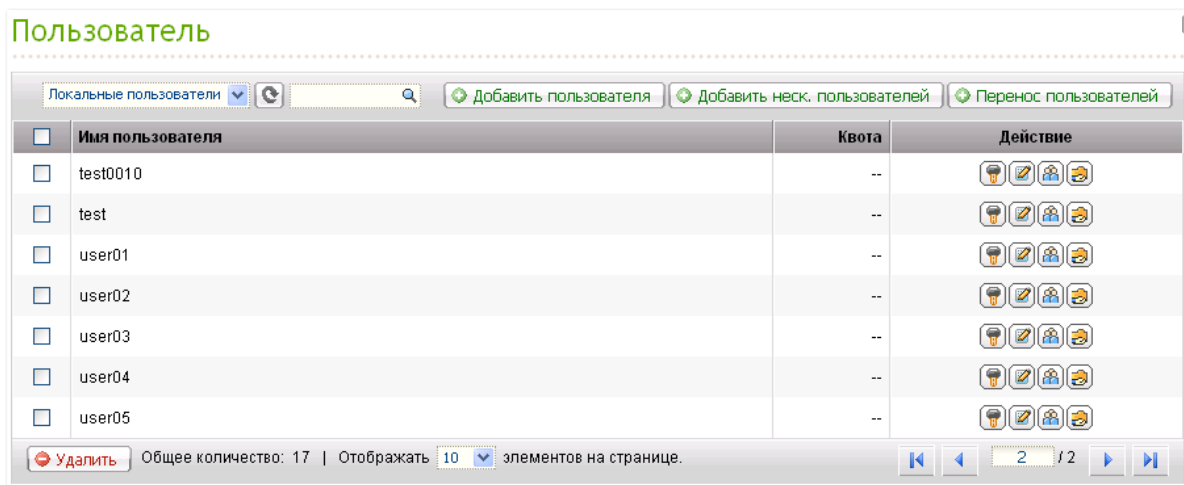 Пользователь
Локальные пользователи Добавить пользователя Добавить неск. пользователей Перенос пользователей
Имя пользователя Квота Действие
test0010 --
test --
user01 --
user02 --
user03 --
user04 --
user05 --
Удалить Общее количество: 17 | Отображать 10 элементов на странице. 2 / 2